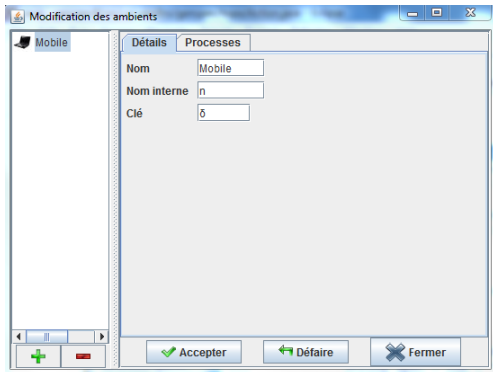 Modification des ambients
Mobile
Détails Processes
Nom Mobile
Nom interne n
Clé δ
Accepter Défaire Fermer